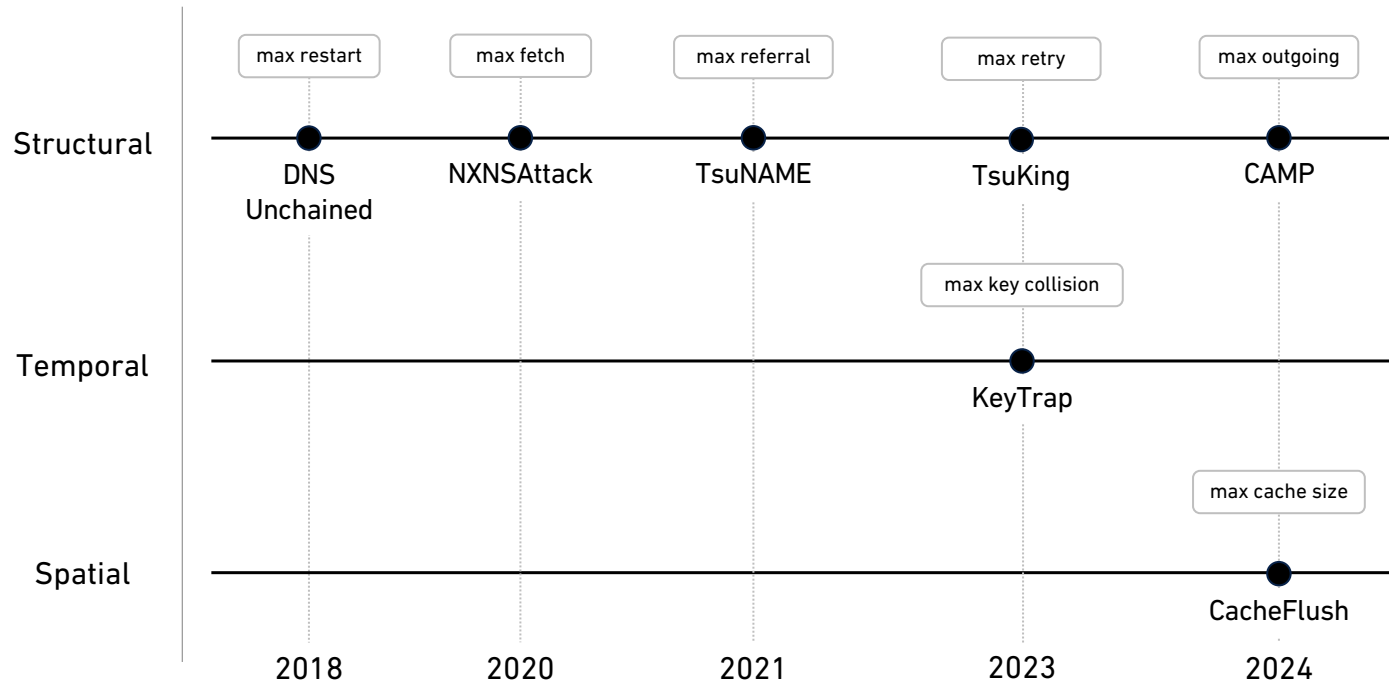 max restart
max fetch
max referral
max retry
max outgoing
Structural
DNS
Unchained
NXNSAttack
TsuNAME
TsuKing
CAMP
max key collision
Temporal
KeyTrap
max cache size
Spatial
CacheFlush
2018
2020
2021
2023
2024